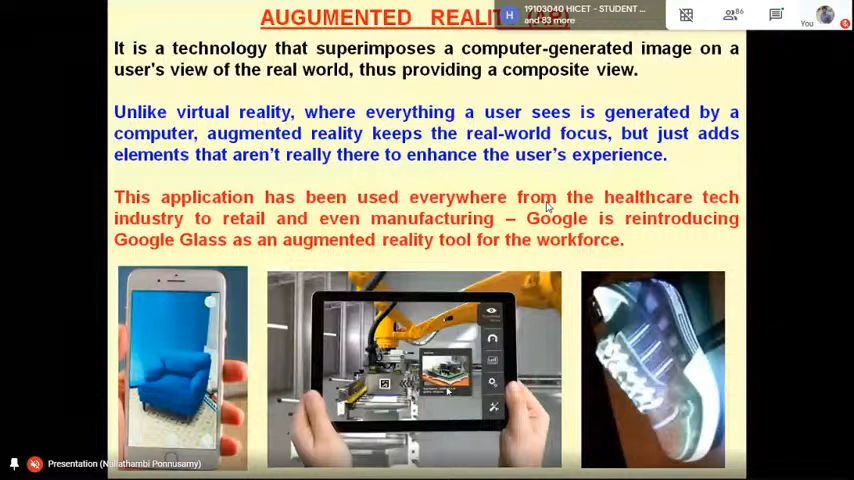 AUGUMENTED REALI
19103040 HICET - STUDENT ...
and 83 more
H
86
You
It is a technology that superimposes a computer-generated image on a
user's view of the real world, thus providing a composite view.
Unlike virtual reality, where everything a user sees is generated by a
computer, augmented reality keeps the real-world focus, but just adds
elements that aren't really there to enhance the user's experience.
This application has been used everywhere from the healthcare tech
industry to retail and even manufacturing – Google is reintroducing
Google Glass as an augmented reality tool for the workforce.
Presentation (Nallathambi Ponnusamy)